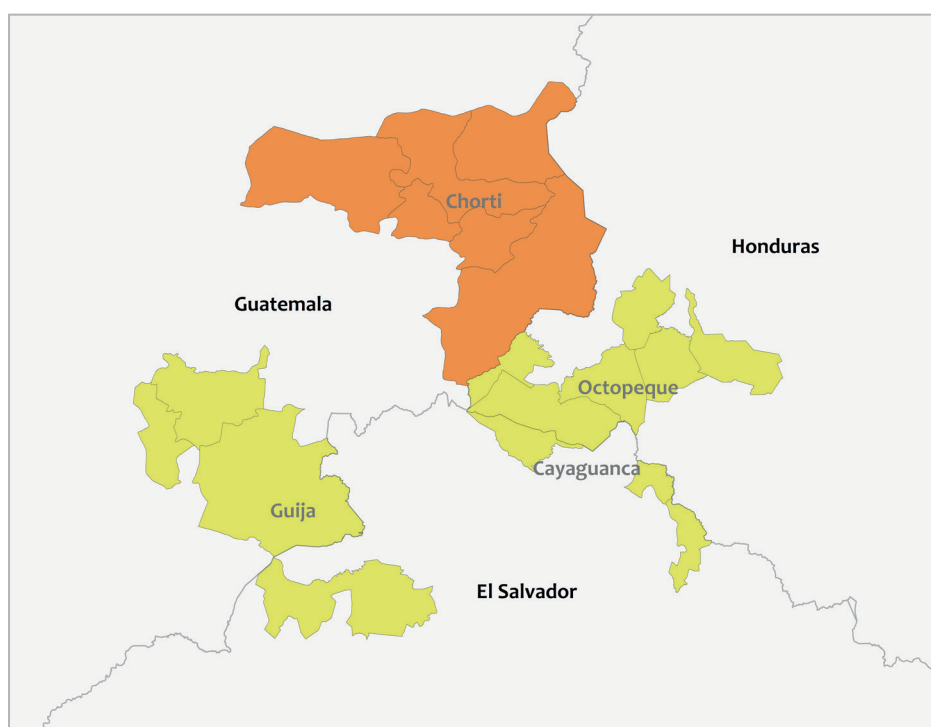 Chorti
Honduras
Guatemala
Octopeque
Cayaguanca
Guija
El Salvador